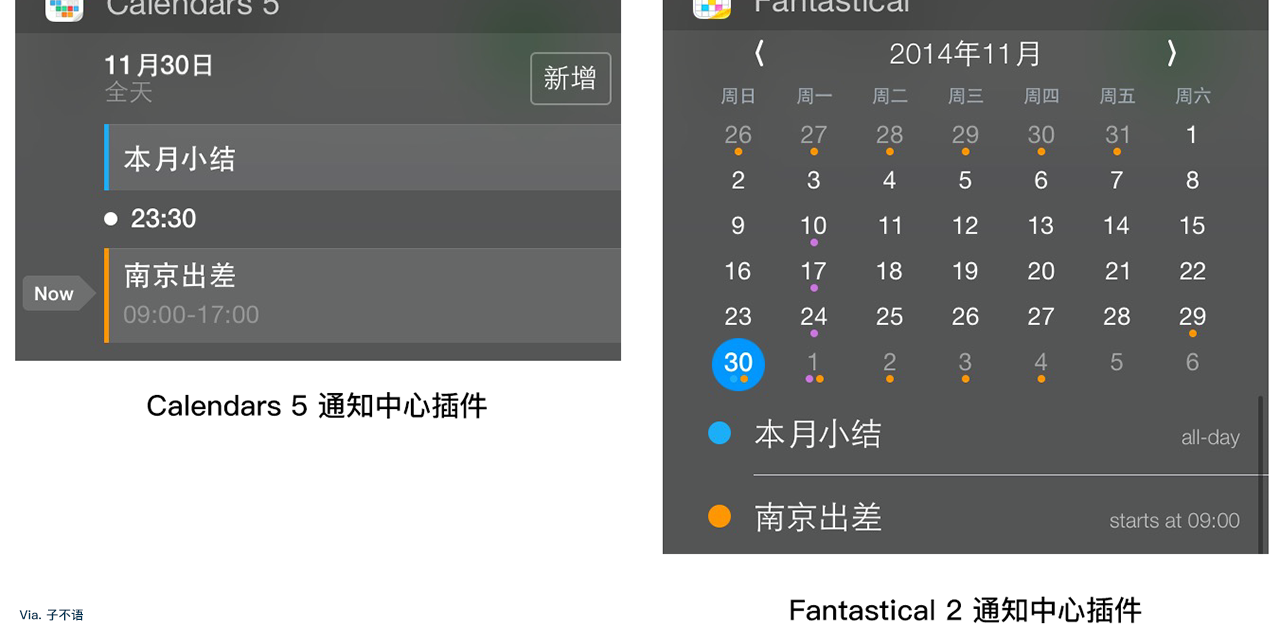 Calendars 5
11月30日
全天
新增
本月小结
23:30
Now
南京出差
09:00-17:00
Calendars 5 通知中心插件
Fantastical
⟨ 2014年11月 ⟩
周日 周一 周二 周三 周四 周五 周六
26 27 28 29 30 31 1
2 3 4 5 6 7 8
9 10 11 12 13 14 15
16 17 18 19 20 21 22
23 24 25 26 27 28 29
30 1 2 3 4 5 6
本月小结 all-day
南京出差 starts at 09:00
Fantastical 2 通知中心插件
Via. 子不语